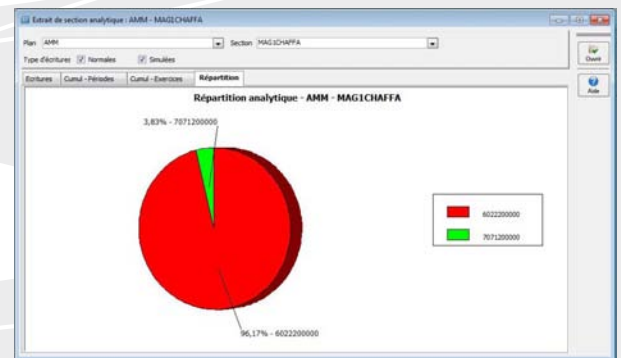 Extrait de section analytique : AMM - MAG1CHAFFA
Plan AMM Section MAG1CHAFFA
Type d'écritures Normales Simulées
Ecritures Cumul - Périodes Cumul - Exercices Répartition
Ouvrir
Aide
Répartition analytique - AMM - MAG1CHAFFA
3,83% - 7071200000
6022200000
7071200000
96,17% - 6022200000